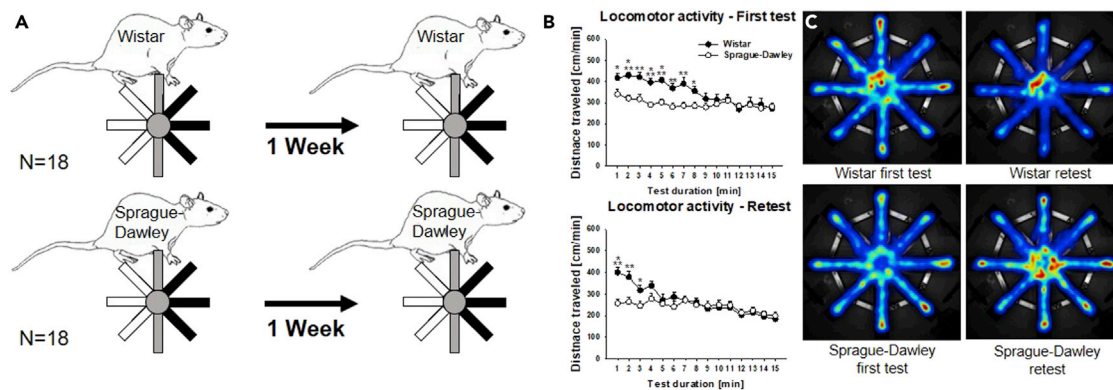 A
Wistar
Wistar
1 Week
N=18
Sprague-
Dawley
Sprague-
Dawley
1 Week
N=18
B
Locomotor activity - First test
Wistar
Sprague-Dawley
Distnace traveled [cm/min]
600
500
400
300
200
100
0
* * ** ** * * ** ** *
** ** ** **
1 2 3 4 5 6 7 8 9 10 11 12 13 14 15
Test duration [min]
Locomotor activity - Retest
Distnace traveled [cm/min]
600
500
400
300
200
100
0
* ** *
**
1 2 3 4 5 6 7 8 9 10 11 12 13 14 15
Test duration [min]
C
Wistar first test
Wistar retest
Sprague-Dawley
first test
Sprague-Dawley
retest